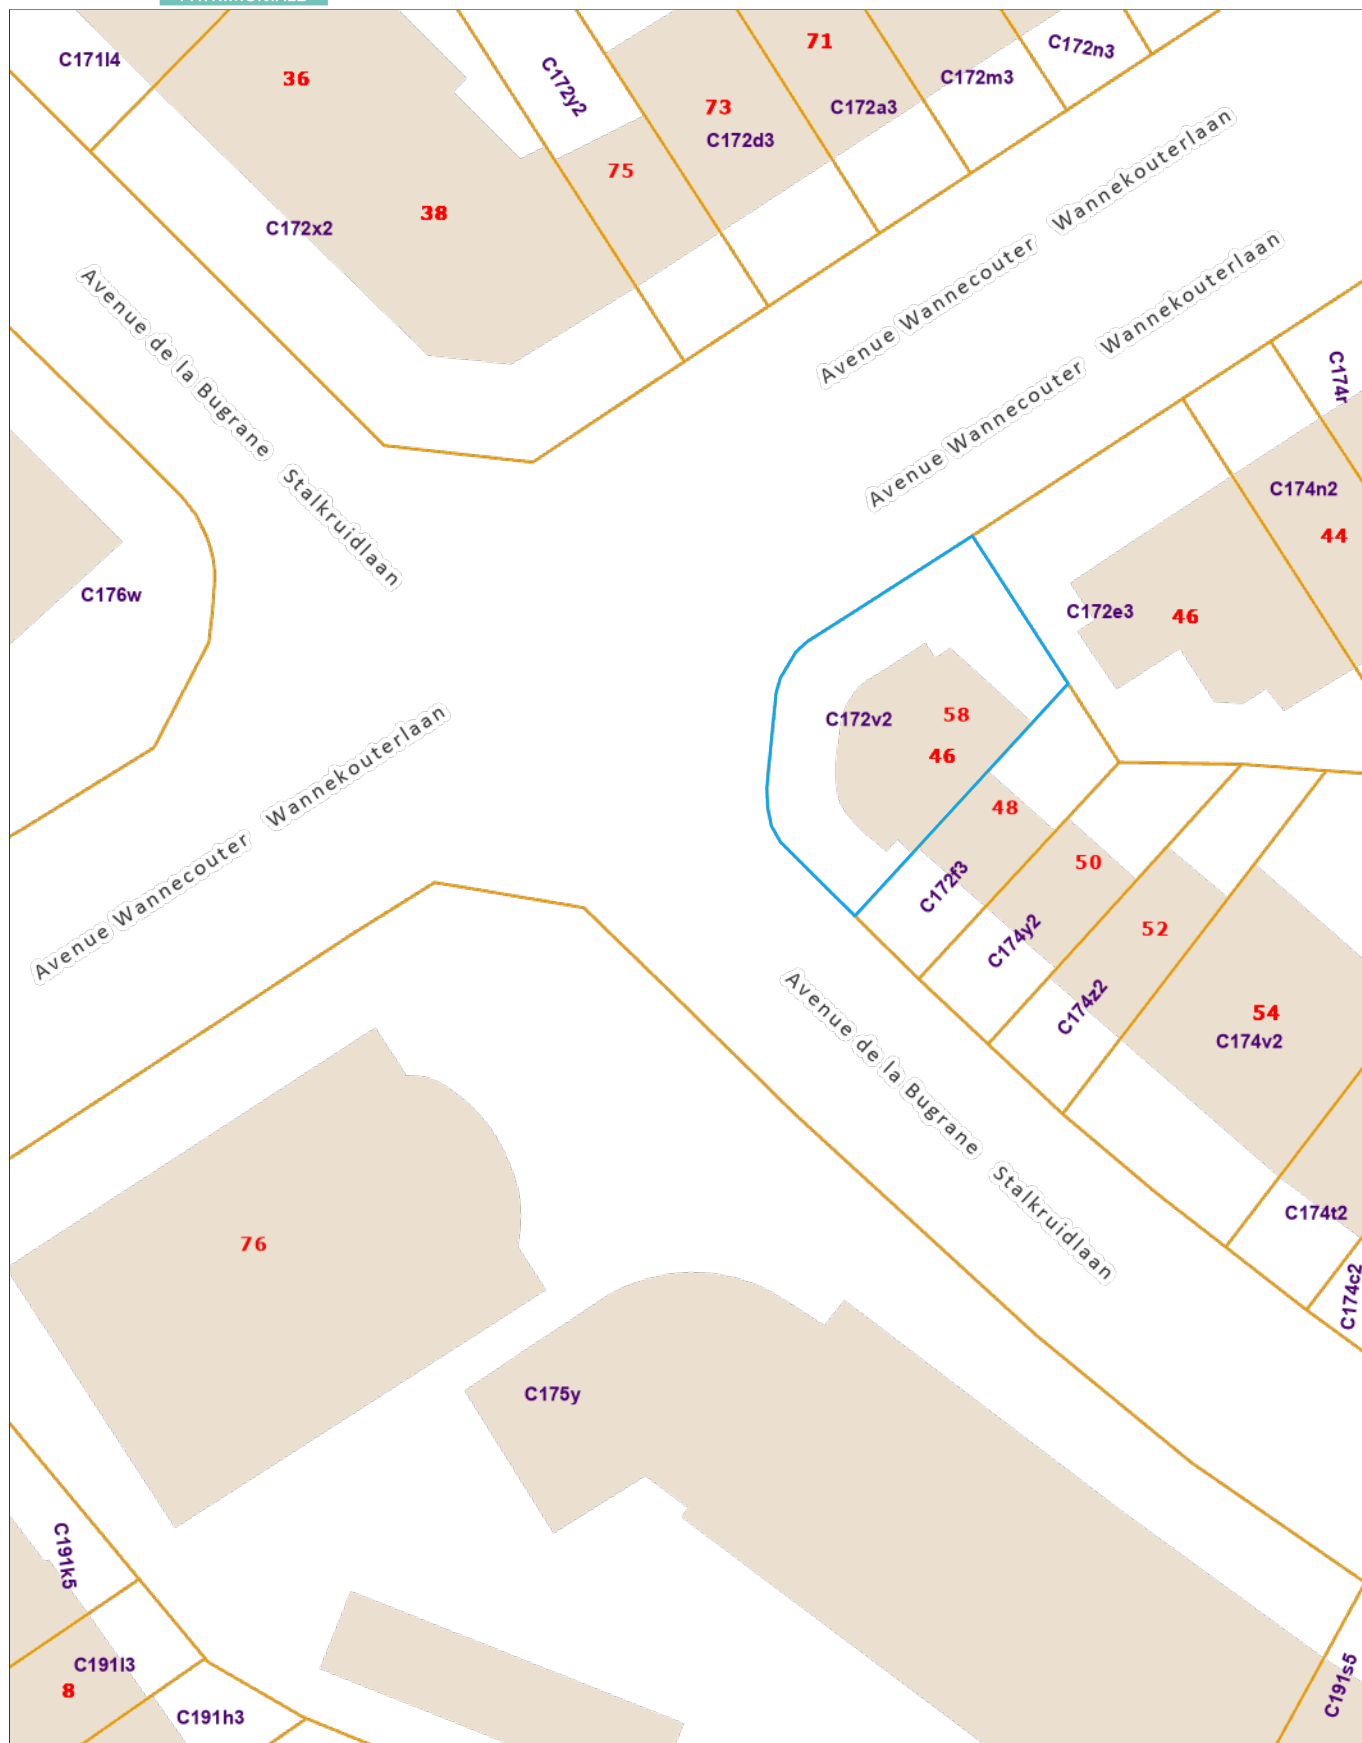 C171l4
36
C172y2
71
C172n3
C172m3
73
C172a3
C172d3
75
38
C172x2
Avenue Wannecouter Wannekouterlaan
Avenue Wannecouter Wannekouterlaan
Avenue de la Bugrane Stalkruidlaan
C174r
C174n2
44
C176w
C172e3
46
58
C172v2
46
48
Avenue Wannecouter Wannekouterlaan
50
C172f3
52
C174y2
C174z2
54
C174v2
Avenue de la Bugrane Stalkruidlaan
C174t2
76
C174c2
C175y
C191k5
C191l3
8
C191h3
C191s5